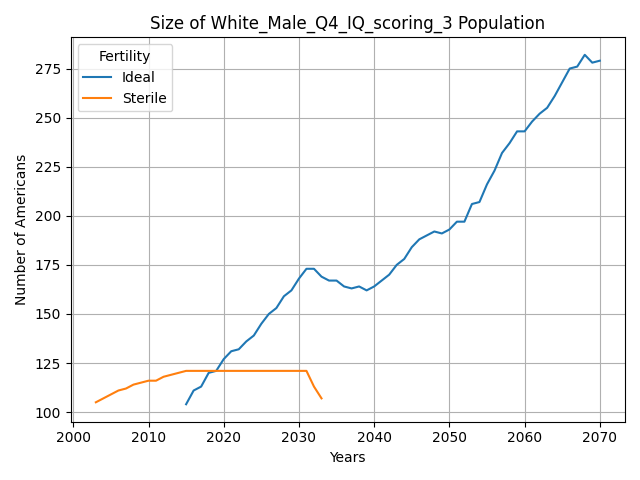 Size of White_Male_Q4_IQ_scoring_3 Population
Fertility
Ideal
Sterile
Number of Americans
275
250
225
200
175
150
125
100
2000 2010 2020 2030 2040 2050 2060 2070
Years